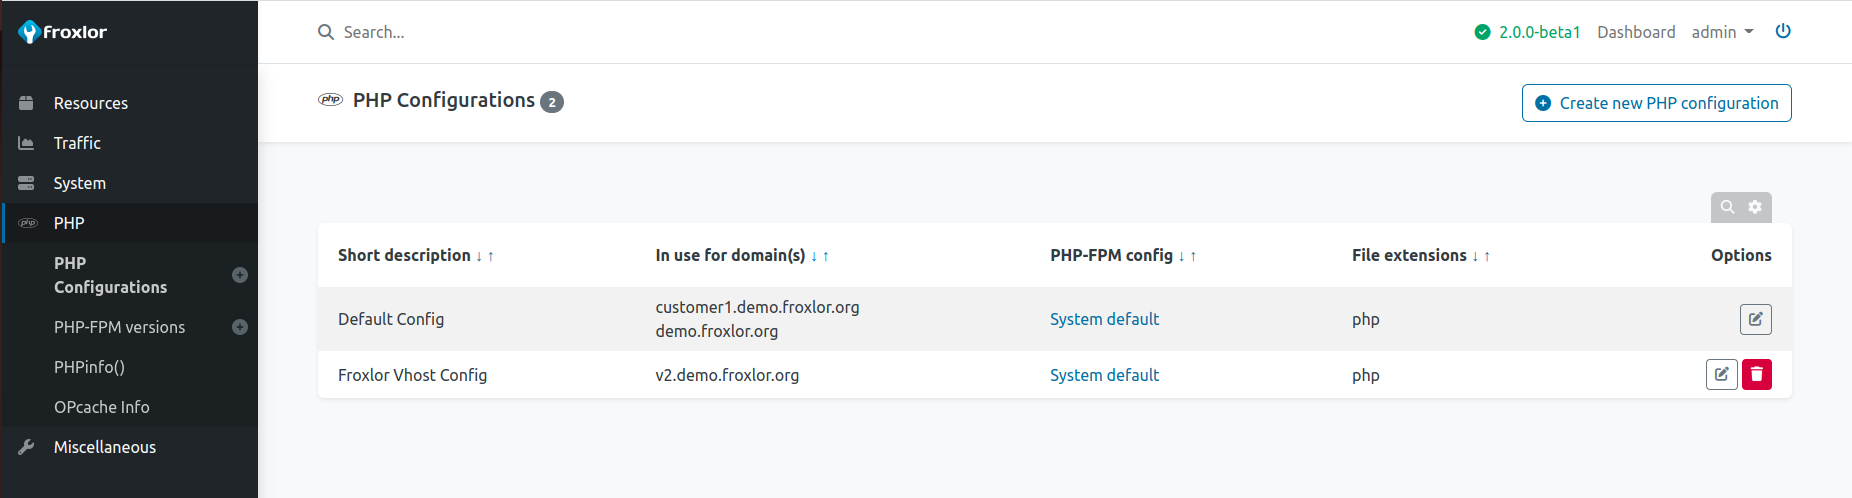 froxlor
Search...
2.0.0-beta1 Dashboard admin
Resources
Traffic
System
php PHP
PHP Configurations
PHP-FPM versions
PHPinfo()
OPcache Info
Miscellaneous
php PHP Configurations 2
Create new PHP configuration
Short description ↓ ↑ In use for domain(s) ↓ ↑ PHP-FPM config ↓ ↑ File extensions ↓ ↑ Options
Default Config customer1.demo.froxlor.org demo.froxlor.org System default php
Froxlor Vhost Config v2.demo.froxlor.org System default php